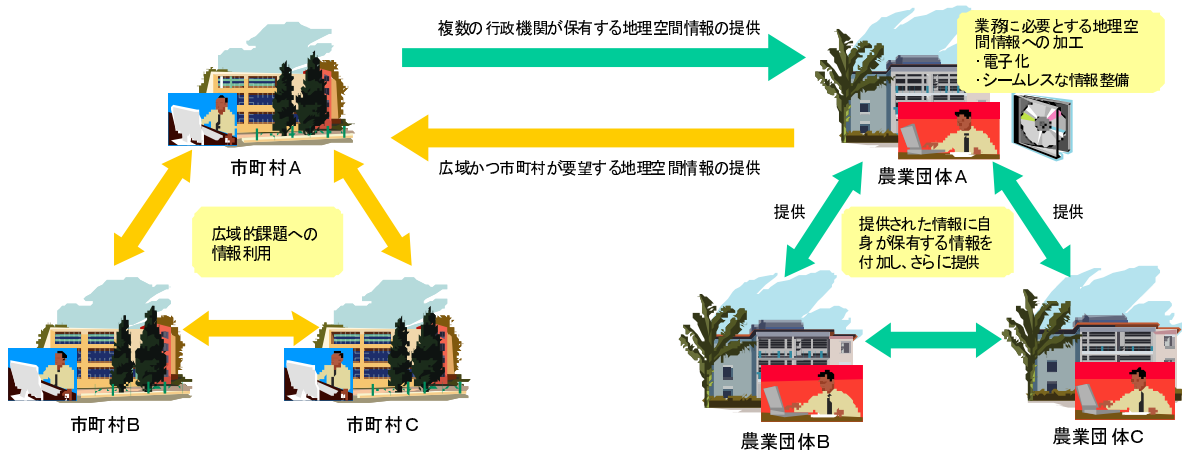 複数の行政機関が保有する地理空間情報の提供
業務に必要とする地理空
間情報への加工
・電子化
・シームレスな情報整備
市町村A
広域かつ市町村が要望する地理空間情報の提供
農業団体A
広域的課題への
情報利用
提供
提供された情報に自
身が保有する情報を
付加し、さらに提供
提供
市町村B
市町村C
農業団体B
農業団体C